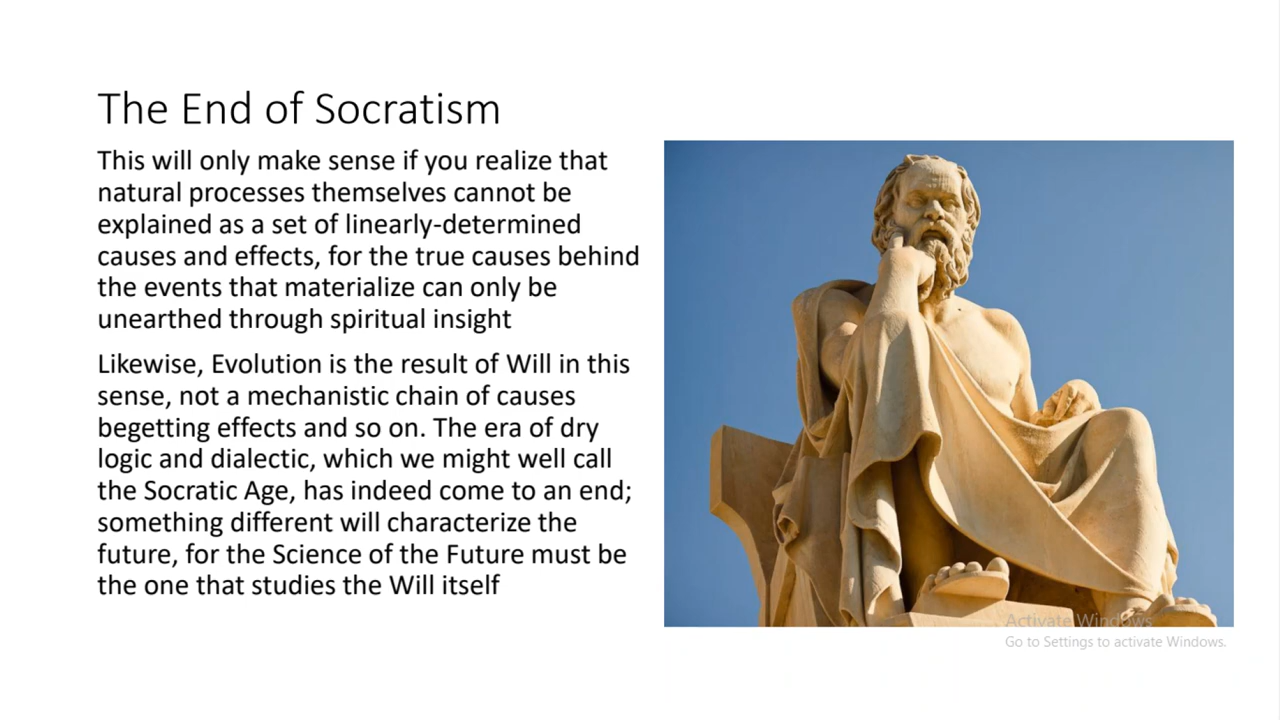 The End of Socratism
This will only make sense if you realize that
natural processes themselves cannot be
explained as a set of linearly-determined
causes and effects, for the true causes behind
the events that materialize can only be
unearthed through spiritual insight
Likewise, Evolution is the result of Will in this
sense, not a mechanistic chain of causes
begetting effects and so on. The era of dry
logic and dialectic, which we might well call
the Socratic Age, has indeed come to an end;
something different will characterize the
future, for the Science of the Future must be
the one that studies the Will itself
Activate Windows
Go to Settings to activate Windows.